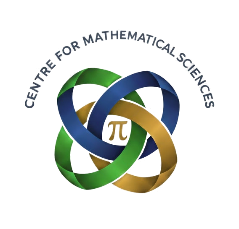 CENTRE FOR MATHEMATICAL SCIENCES
π